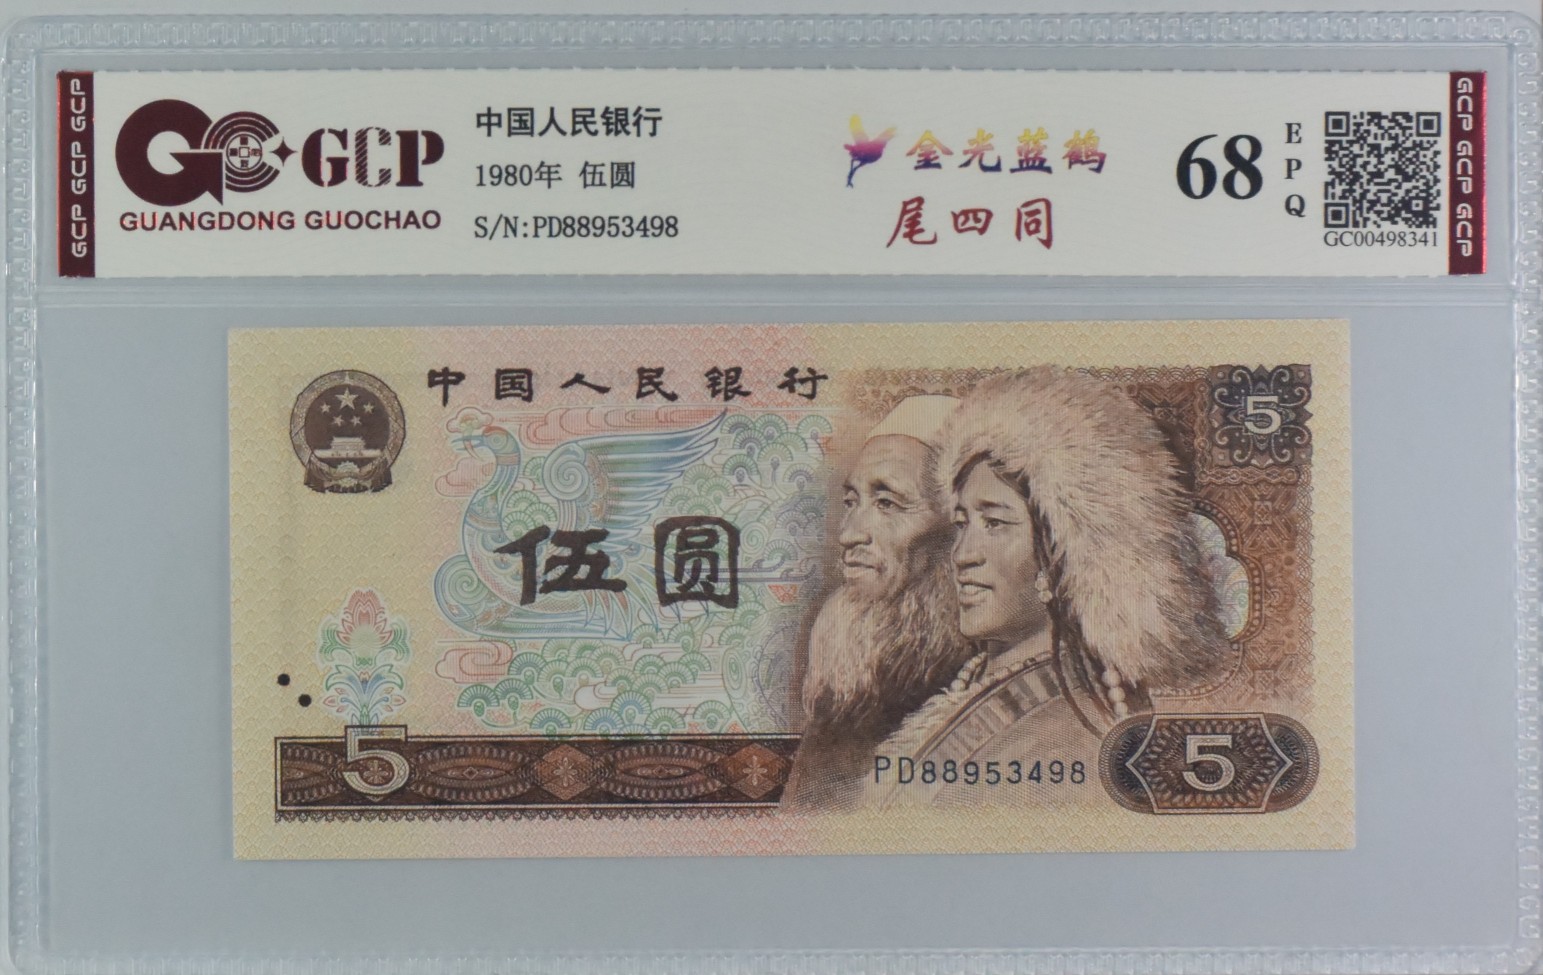 GCP GCP GCP
GCP
GUANGDONG GUOCHAO
中国人民银行
1980年 伍圆
S/N:PD88953498
金光蓝鹤
尾四同
68
EPQ
GC00498341
GCP GCP GCP
中国人民银行
5
伍圆
5
PD88953498
5